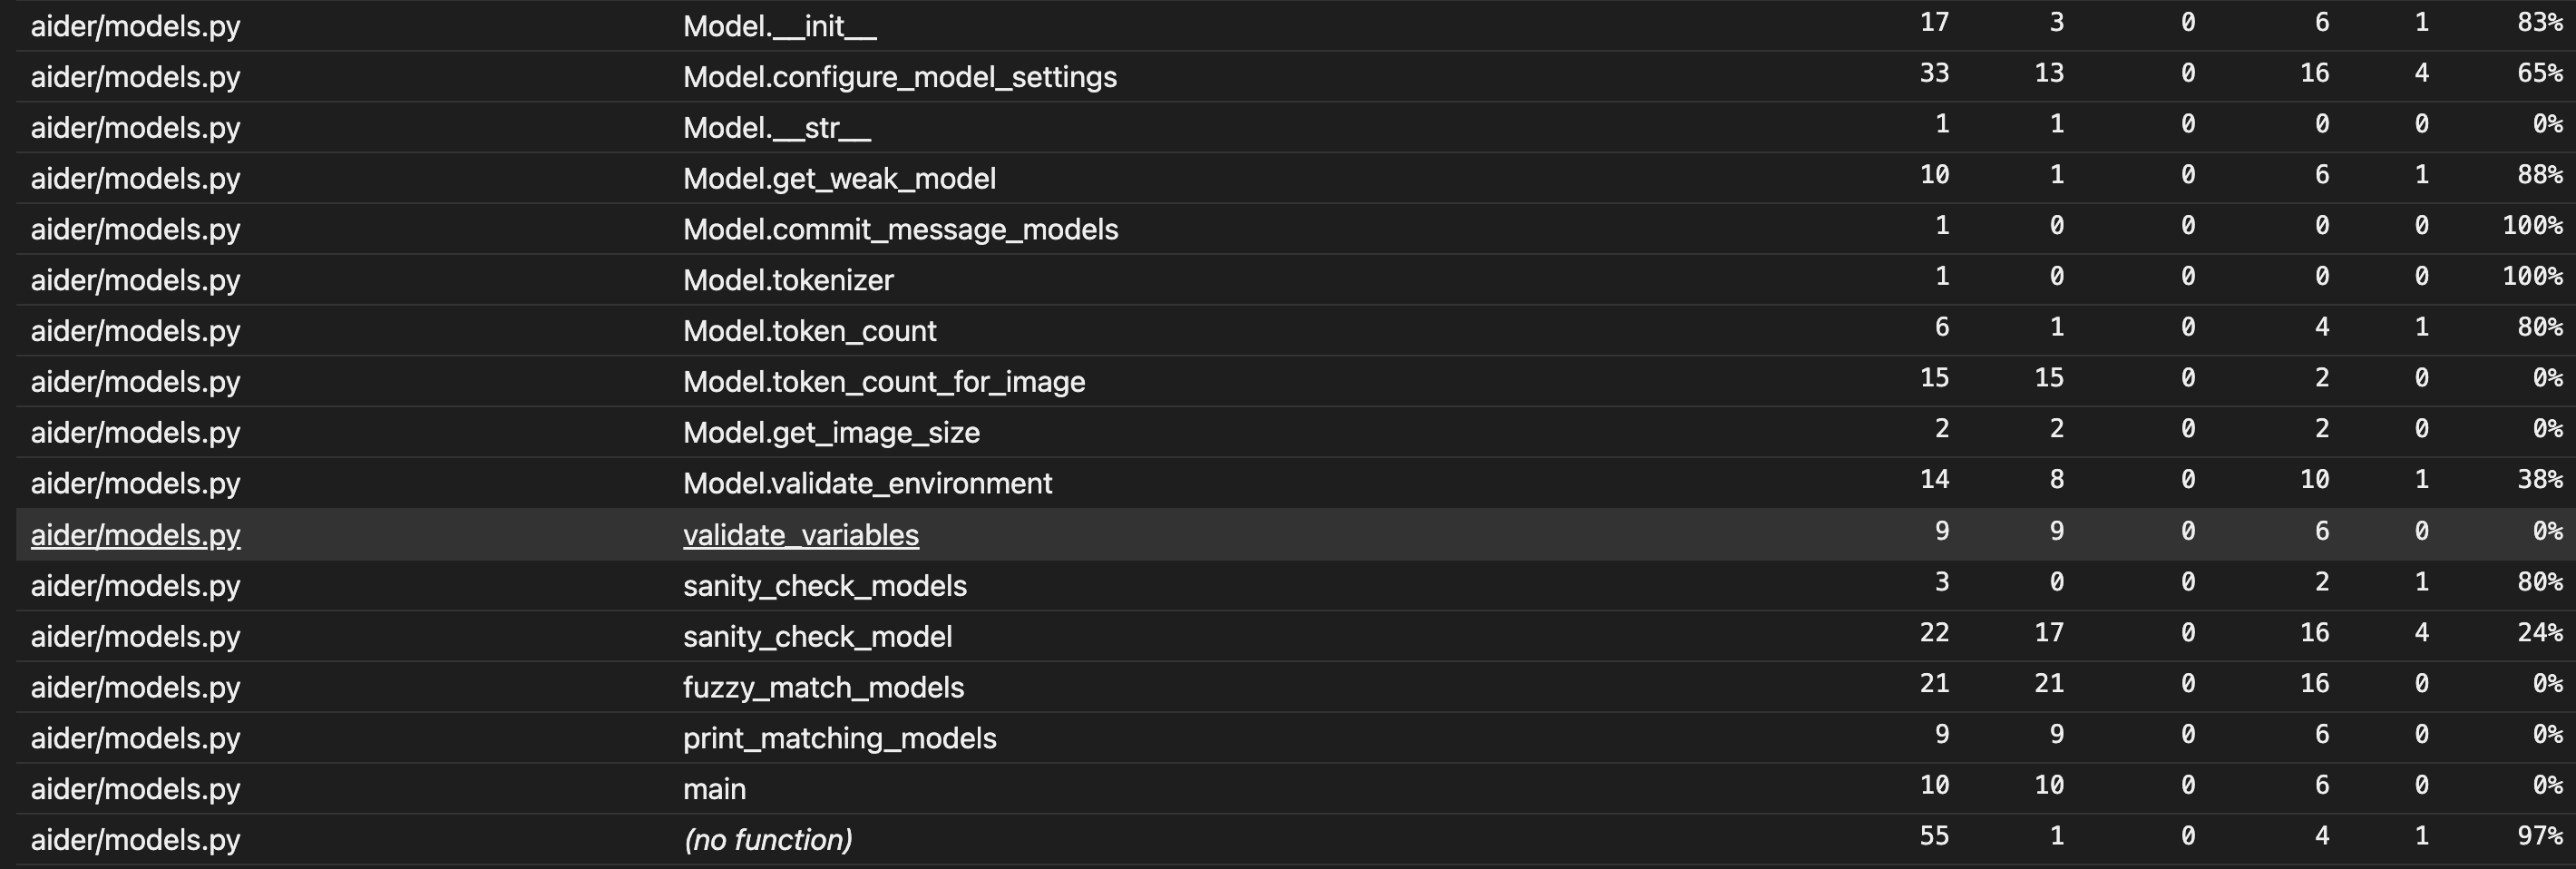 aider/models.py Model.__init__ 17 3 0 6 1 83%
aider/models.py Model.configure_model_settings 33 13 0 16 4 65%
aider/models.py Model.__str__ 1 1 0 0 0 0%
aider/models.py Model.get_weak_model 10 1 0 6 1 88%
aider/models.py Model.commit_message_models 1 0 0 0 0 100%
aider/models.py Model.tokenizer 1 0 0 0 0 100%
aider/models.py Model.token_count 6 1 0 4 1 80%
aider/models.py Model.token_count_for_image 15 15 0 2 0 0%
aider/models.py Model.get_image_size 2 2 0 2 0 0%
aider/models.py Model.validate_environment 14 8 0 10 1 38%
aider/models.py validate_variables 9 9 0 6 0 0%
aider/models.py sanity_check_models 3 0 0 2 1 80%
aider/models.py sanity_check_model 22 17 0 16 4 24%
aider/models.py fuzzy_match_models 21 21 0 16 0 0%
aider/models.py print_matching_models 9 9 0 6 0 0%
aider/models.py main 10 10 0 6 0 0%
aider/models.py (no function) 55 1 0 4 1 97%